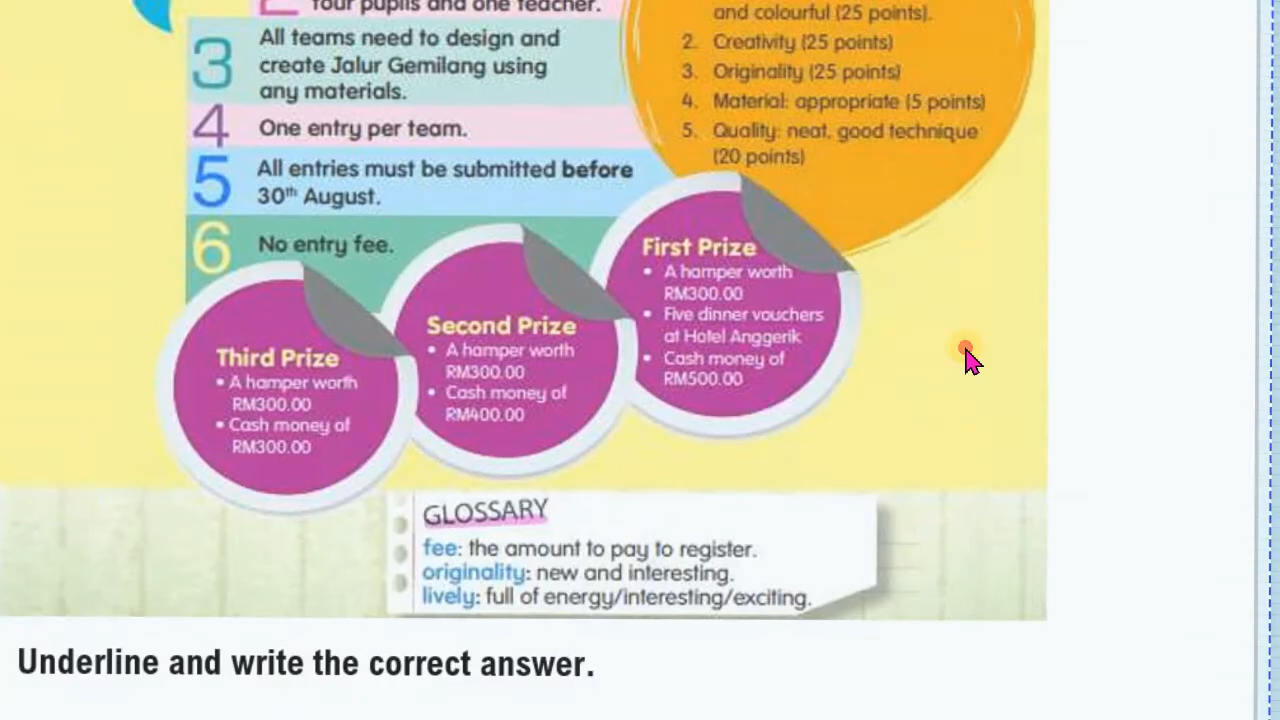 2 four pupils and one teacher.
3 All teams need to design and
create Jalur Gemilang using
any materials.
4 One entry per team.
5 All entries must be submitted before
30th August.
6 No entry fee.
and colourful (25 points).
2. Creativity (25 points)
3. Originality (25 points)
4. Material: appropriate (5 points)
5. Quality: neat, good technique
(20 points)
First Prize
• A hamper worth
RM300.00
• Five dinner vouchers
at Hotel Anggerik
• Cash money of
RM500.00
Second Prize
• A hamper worth
RM300.00
• Cash money of
RM400.00
Third Prize
• A hamper worth
RM300.00
• Cash money of
RM300.00
GLOSSARY
fee: the amount to pay to register.
originality: new and interesting.
lively: full of energy/interesting/exciting.
Underline and write the correct answer.